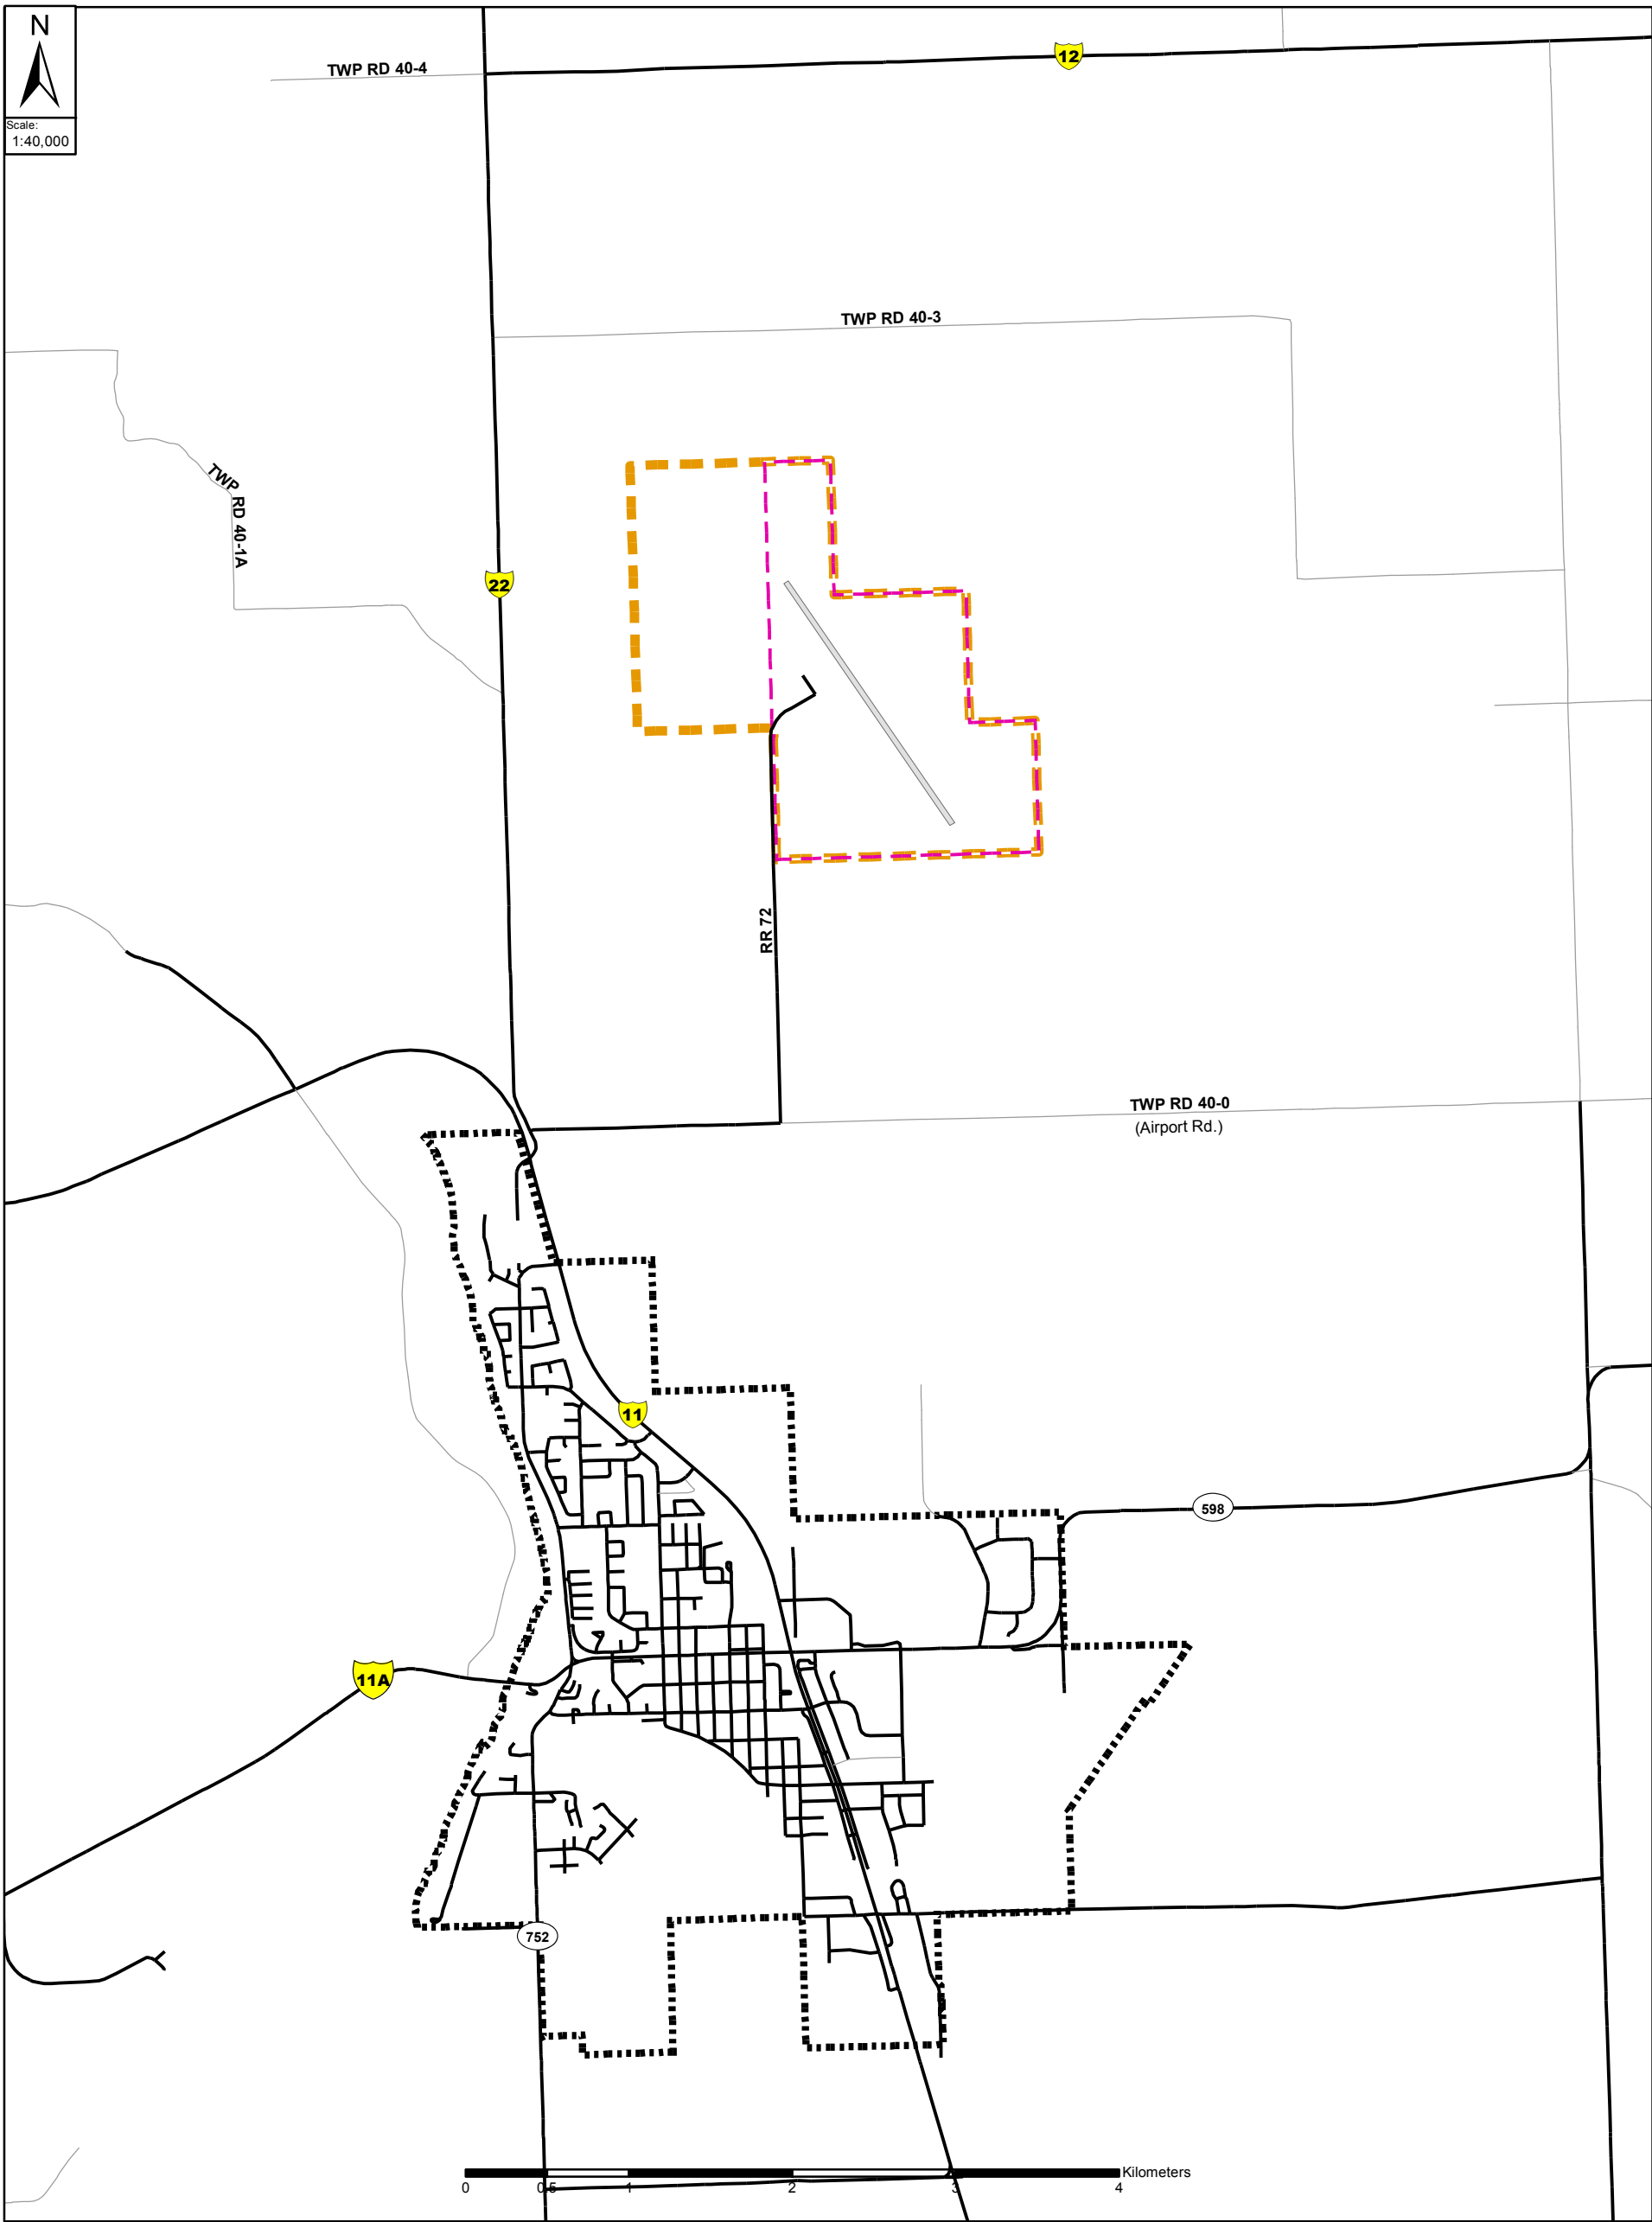 N
Scale:
1:40,000
TWP RD 40-4
12
TWP RD 40-3
TWP RD 40-1A
22
RR 72
TWP RD 40-0
(Airport Rd.)
11
598
11A
752
Kilometers
0 0.5 1 2 3 4